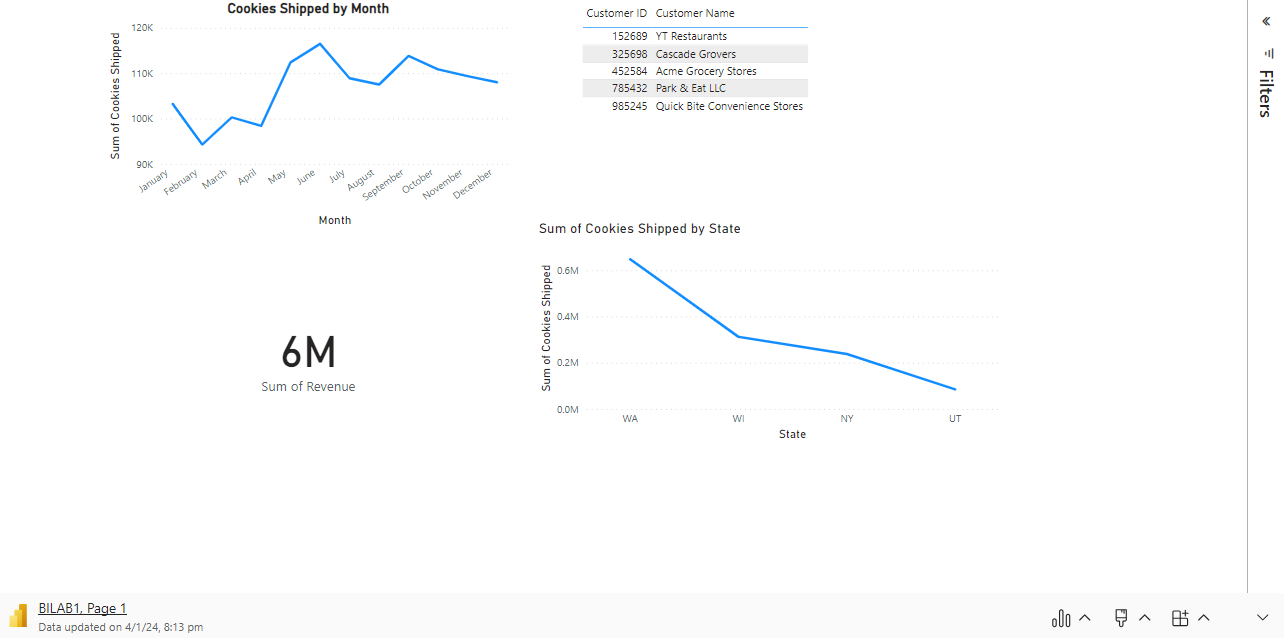 Cookies Shipped by Month
Sum of Cookies Shipped
120K
110K
100K
90K
January
February
March
April
May
June
July
August
September
October
November
December
Month
Customer ID Customer Name
152689 YT Restaurants
325698 Cascade Grovers
452584 Acme Grocery Stores
785432 Park & Eat LLC
985245 Quick Bite Convenience Stores
Filters
6M
Sum of Revenue
Sum of Cookies Shipped by State
Sum of Cookies Shipped
0.6M
0.4M
0.2M
0.0M
WA
WI
NY
UT
State
BILAB1, Page 1
Data updated on 4/1/24, 8:13 pm